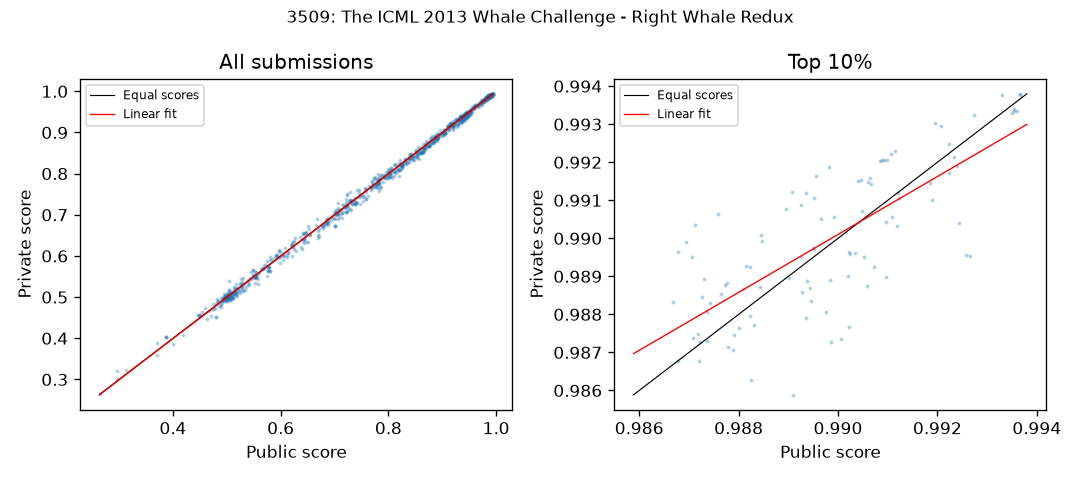 3509: The ICML 2013 Whale Challenge - Right Whale Redux
All submissions
Equal scores
Linear fit
1.0
0.9
0.8
0.7
0.6
0.5
0.4
0.3
Private score
0.4
0.6
0.8
1.0
Public score
Top 10%
Equal scores
Linear fit
0.994
0.993
0.992
0.991
0.990
0.989
0.988
0.987
0.986
Private score
0.986
0.988
0.990
0.992
0.994
Public score